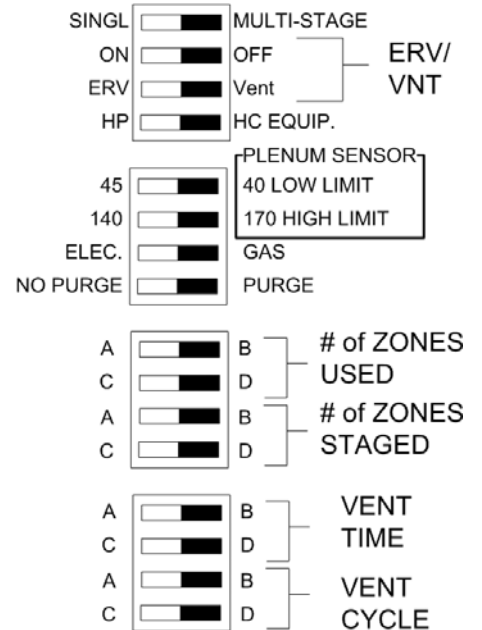 SINGL MULTI-STAGE
ON OFF
ERV Vent
ERV/
VNT
HP HC EQUIP.
PLENUM SENSOR
45 40 LOW LIMIT
140 170 HIGH LIMIT
ELEC. GAS
NO PURGE PURGE
A B
C D
# of ZONES
USED
A B
C D
# of ZONES
STAGED
A B
C D
VENT
TIME
A B
C D
VENT
CYCLE